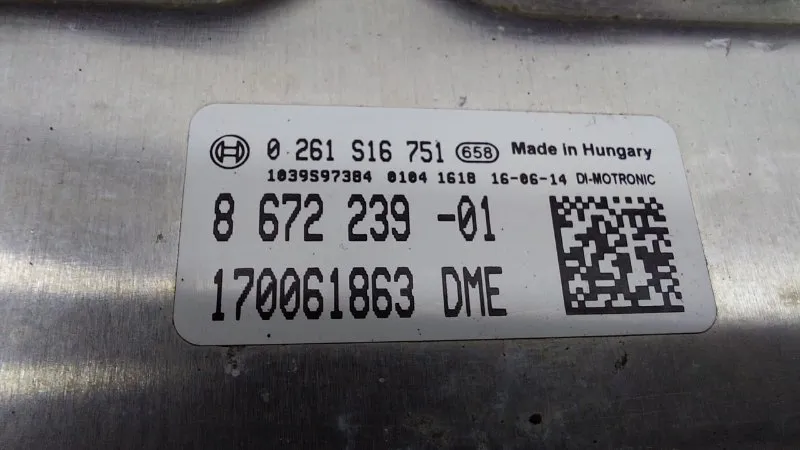 0 261 S16 751 658 Made in Hungary
1039S97384 0104 1618 16-06-14 DI-MOTRONIC
8 672 239 -01
170061863 DME